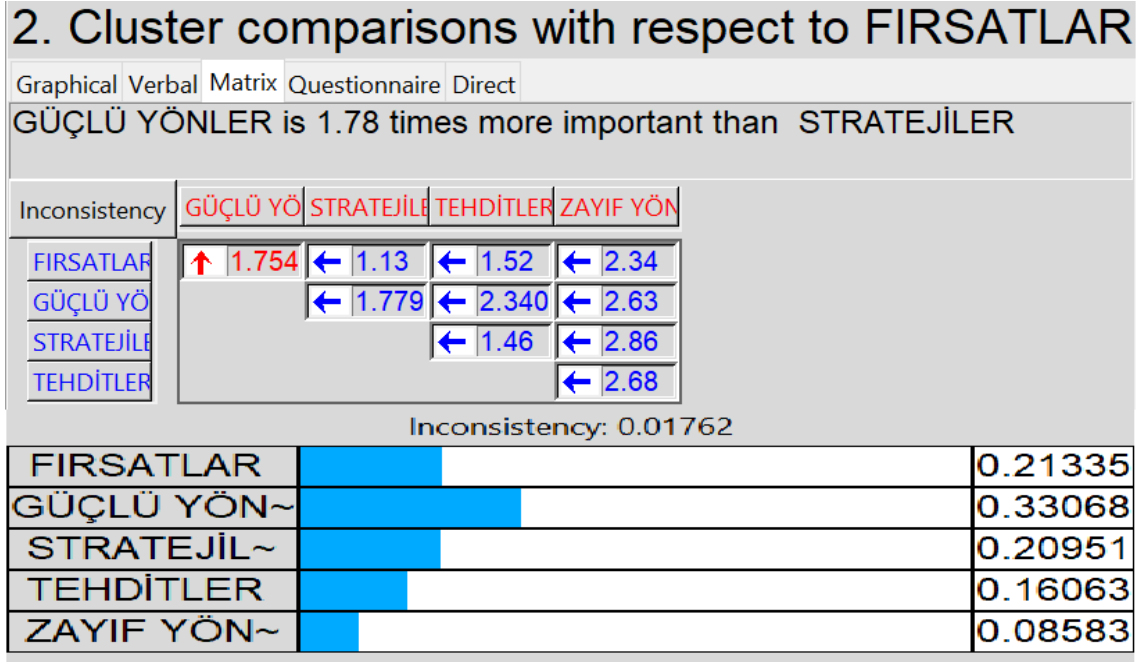 2. Cluster comparisons with respect to FIRSATLAR
Graphical Verbal Matrix Questionnaire Direct
GÜÇLÜ YÖNLER is 1.78 times more important than STRATEJİLER
Inconsistency GÜÇLÜ YÖ STRATEJİLE TEHDİTLER ZAYIF YÖN
FIRSATLAR 1.754 1.13 1.52 2.34
GÜÇLÜ YÖ 1.779 2.340 2.63
STRATEJİLE 1.46 2.86
TEHDİTLER 2.68
Inconsistency: 0.01762
FIRSATLAR 0.21335
GÜÇLÜ YÖN~ 0.33068
STRATEJİL~ 0.20951
TEHDİTLER 0.16063
ZAYIF YÖN~ 0.08583